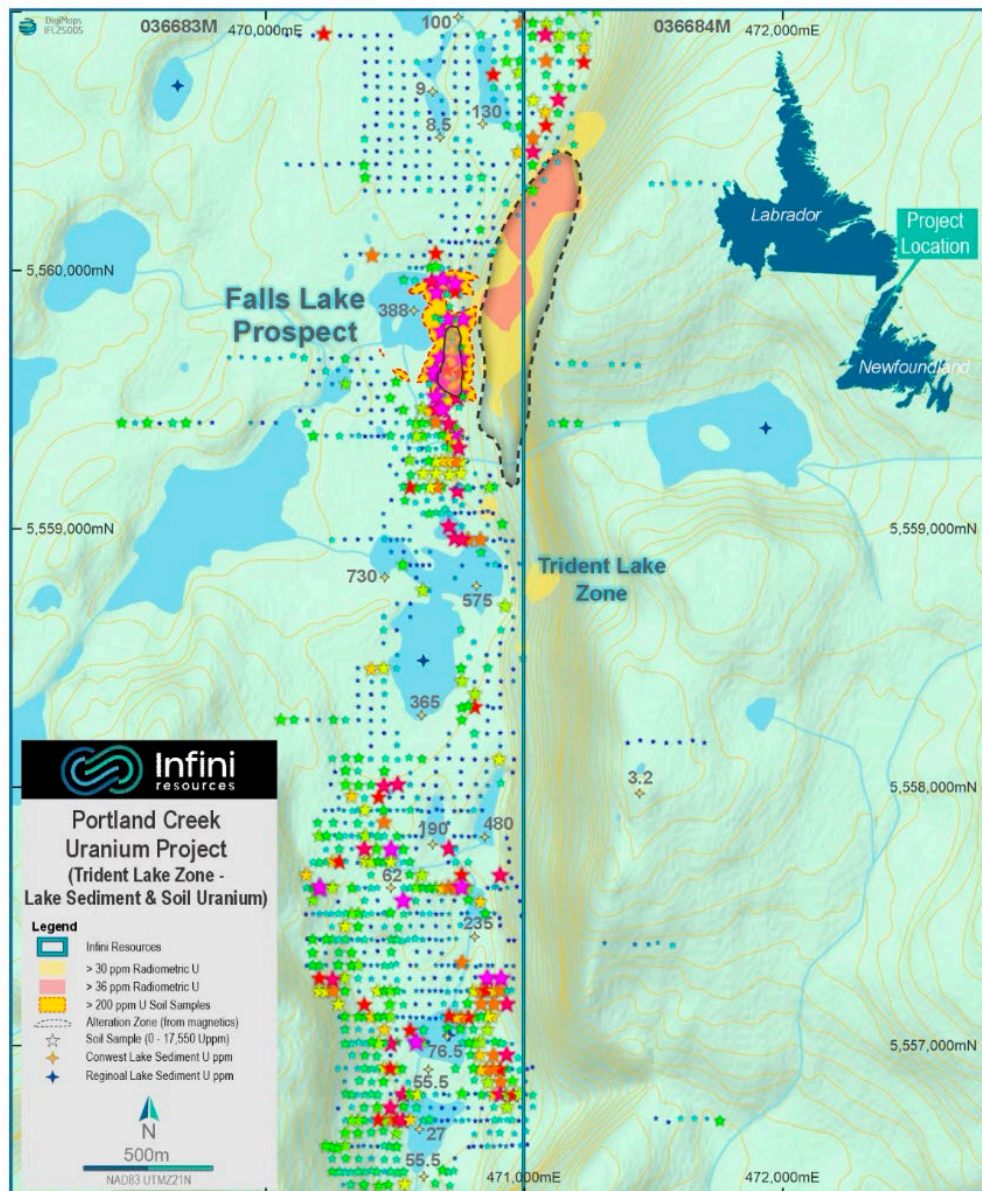 DigiMaps
IFL25005
036683M
470,000mE
100
036684M
472,000mE
9
8.5
130
Labrador
Project
Location
Newfoundland
5,560,000mN
Falls Lake
Prospect
388
5,559,000mN
5,559,000mN
730
575
Trident Lake
Zone
365
3.2
5,558,000mN
190
480
62
235
76.5
5,557,000mN
55.5
27
55.5
471,000mE
472,000mE
Infini
resources
Portland Creek
Uranium Project
(Trident Lake Zone -
Lake Sediment & Soil Uranium)
Legend
Infini Resources
> 30 ppm Radiometric U
> 36 ppm Radiometric U
> 200 ppm U Soil Samples
Alteration Zone (from magnetics)
Soil Sample (0 - 17,550 Uppm)
Conwest Lake Sediment U ppm
Reginoal Lake Sediment U ppm
N
500m
NAD83 UTMZ21N